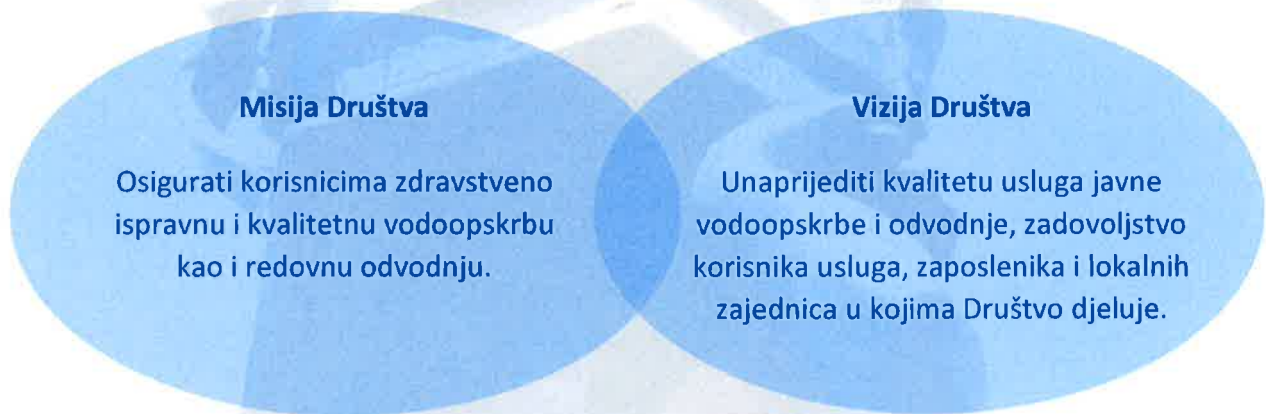 Misija Društva
Osigurati korisnicima zdravstveno
ispravnu i kvalitetnu vodoopskrbu
kao i redovnu odvodnju.
Vizija Društva
Unaprijediti kvalitetu usluga javne
vodoopskrbe i odvodnje, zadovoljstvo
korisnika usluga, zaposlenika i lokalnih
zajednica u kojima Društvo djeluje.